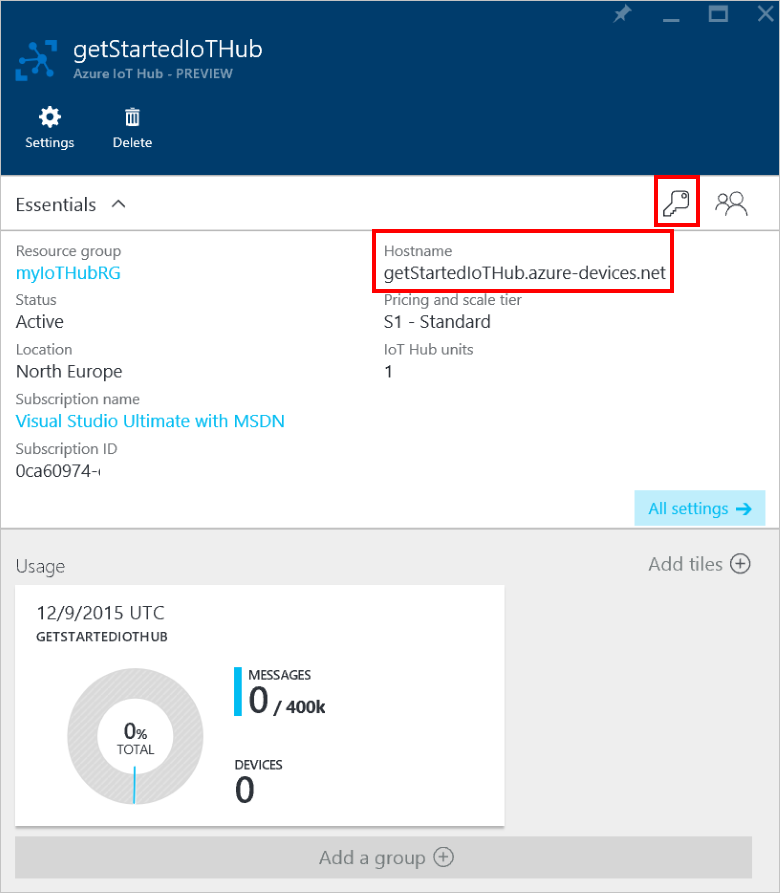 getStartedIoTHub
Azure IoT Hub - PREVIEW
Settings
Delete
Essentials
Resource group
myIoTHubRG
Status
Active
Location
North Europe
Subscription name
Visual Studio Ultimate with MSDN
Subscription ID
0ca60974-
Hostname
getStartedIoTHub.azure-devices.net
Pricing and scale tier
S1 - Standard
IoT Hub units
1
All settings
Usage
Add tiles
12/9/2015 UTC
GETSTARTEDIOTHUB
0%
TOTAL
MESSAGES
0 / 400k
DEVICES
0
Add a group